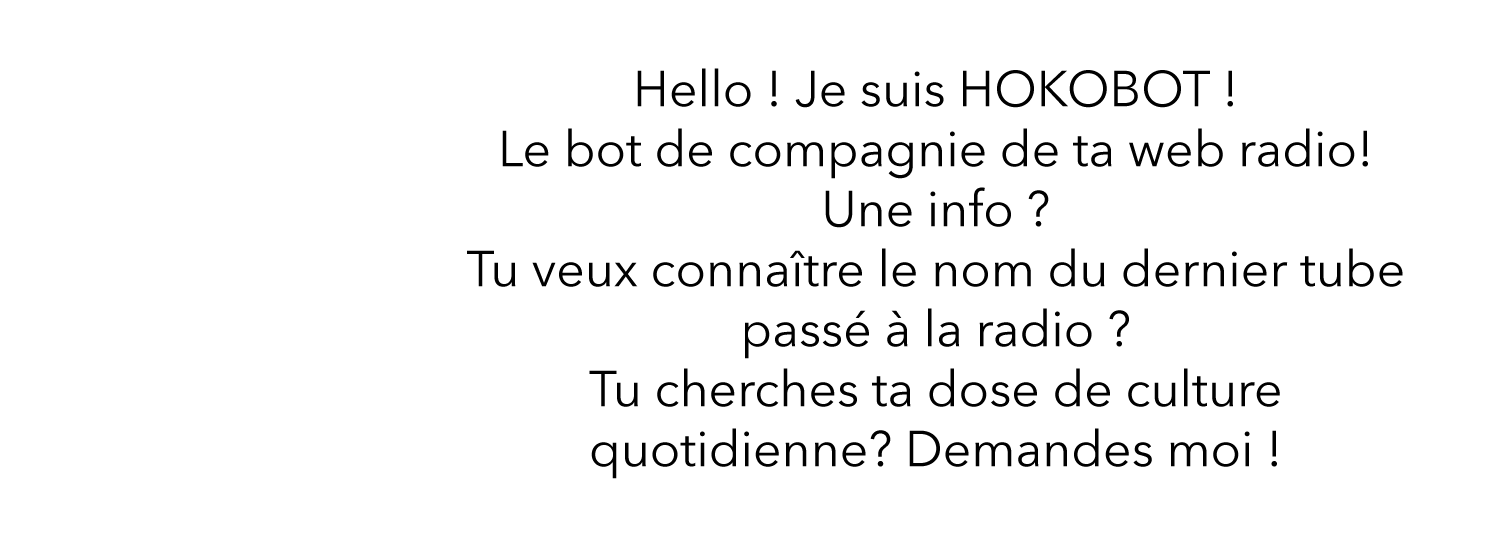 Hello ! Je suis HOKOBOT !
Le bot de compagnie de ta web radio!
Une info ?
Tu veux connaître le nom du dernier tube
passé à la radio ?
Tu cherches ta dose de culture
quotidienne? Demandes moi !